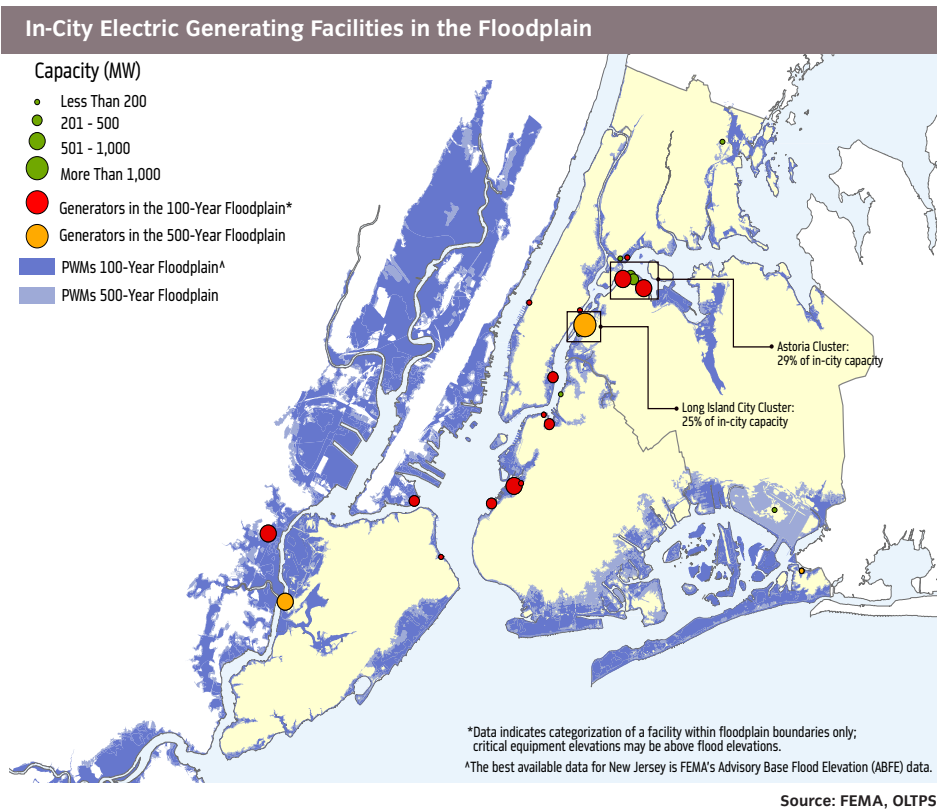 In-City Electric Generating Facilities in the Floodplain
Capacity (MW)
Less Than 200
201 - 500
501 - 1,000
More Than 1,000
Generators in the 100-Year Floodplain*
Generators in the 500-Year Floodplain
PWMs 100-Year Floodplain^
PWMs 500-Year Floodplain
Astoria Cluster:
29% of in-city capacity
Long Island City Cluster:
25% of in-city capacity
*Data indicates categorization of a facility within floodplain boundaries only;
critical equipment elevations may be above flood elevations.
^The best available data for New Jersey is FEMA's Advisory Base Flood Elevation (ABFE) data.
Source: FEMA, OLTPS